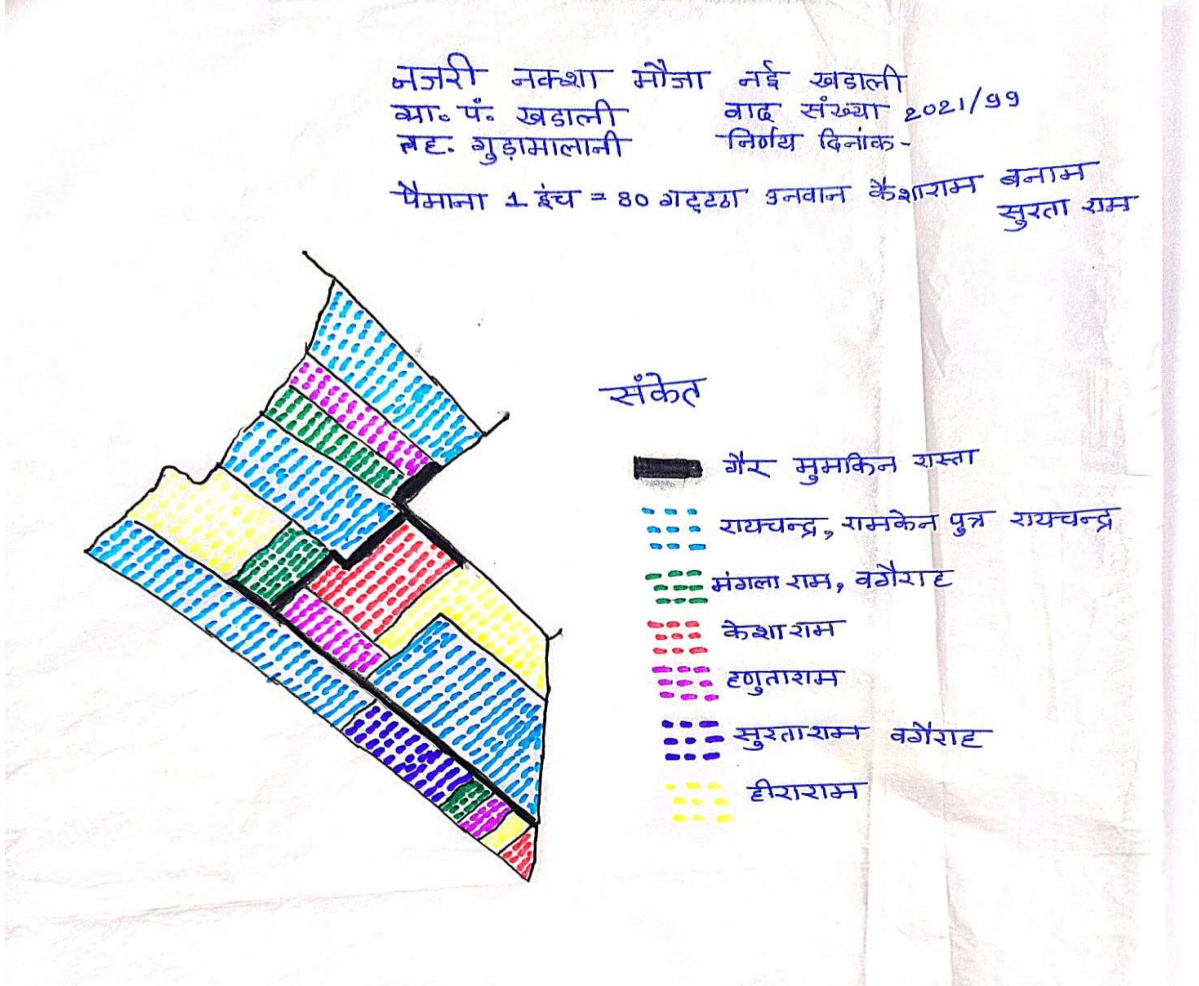 नजरी नक्शा मौजा नई खडाली
ग्रा. पं. खडाली वाद संख्या 2021/99
तह. गुड़ामालानी निर्णय दिनांक-
पैमाना 1 इंच = 80 गट्टठा उनवान केशाराम बनाम
सुरता राम
संकेत
गैर मुमकिन रास्ता
रायचन्द्र, रामकेन पुत्र रायचन्द्र
मंगला राम, वगैराह
केशा राम
हणुताराम
सुरताराम वगैराह
हीराराम